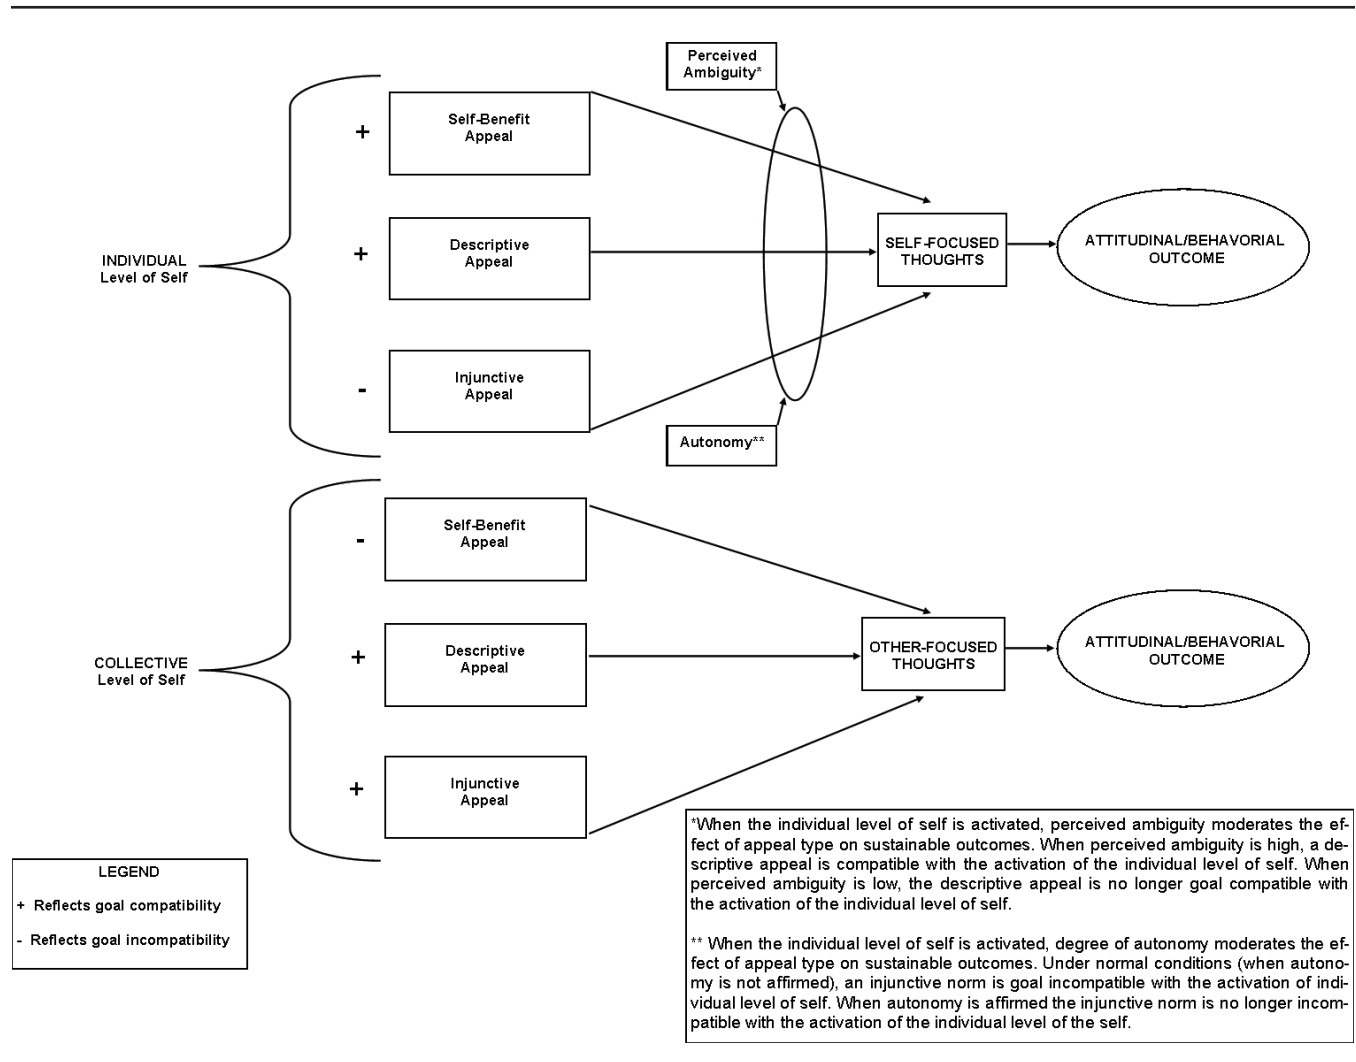 Perceived
Ambiguity*
+
Self-Benefit
Appeal
INDIVIDUAL
Level of Self
+
Descriptive
Appeal
SELF-FOCUSED
THOUGHTS
ATTITUDINAL/BEHAVORIAL
OUTCOME
-
Injunctive
Appeal
Autonomy**
-
Self-Benefit
Appeal
COLLECTIVE
Level of Self
+
Descriptive
Appeal
OTHER-FOCUSED
THOUGHTS
ATTITUDINAL/BEHAVORIAL
OUTCOME
+
Injunctive
Appeal
LEGEND
+ Reflects goal compatibility
- Reflects goal incompatibility
*When the individual level of self is activated, perceived ambiguity moderates the ef-
fect of appeal type on sustainable outcomes. When perceived ambiguity is high, a de-
scriptive appeal is compatible with the activation of the individual level of self. When
perceived ambiguity is low, the descriptive appeal is no longer goal compatible with
the activation of the individual level of self.
** When the individual level of self is activated, degree of autonomy moderates the ef-
fect of appeal type on sustainable outcomes. Under normal conditions (when autono-
my is not affirmed), an injunctive norm is goal incompatible with the activation of indi-
vidual level of self. When autonomy is affirmed the injunctive norm is no longer incom-
patible with the activation of the individual level of the self.